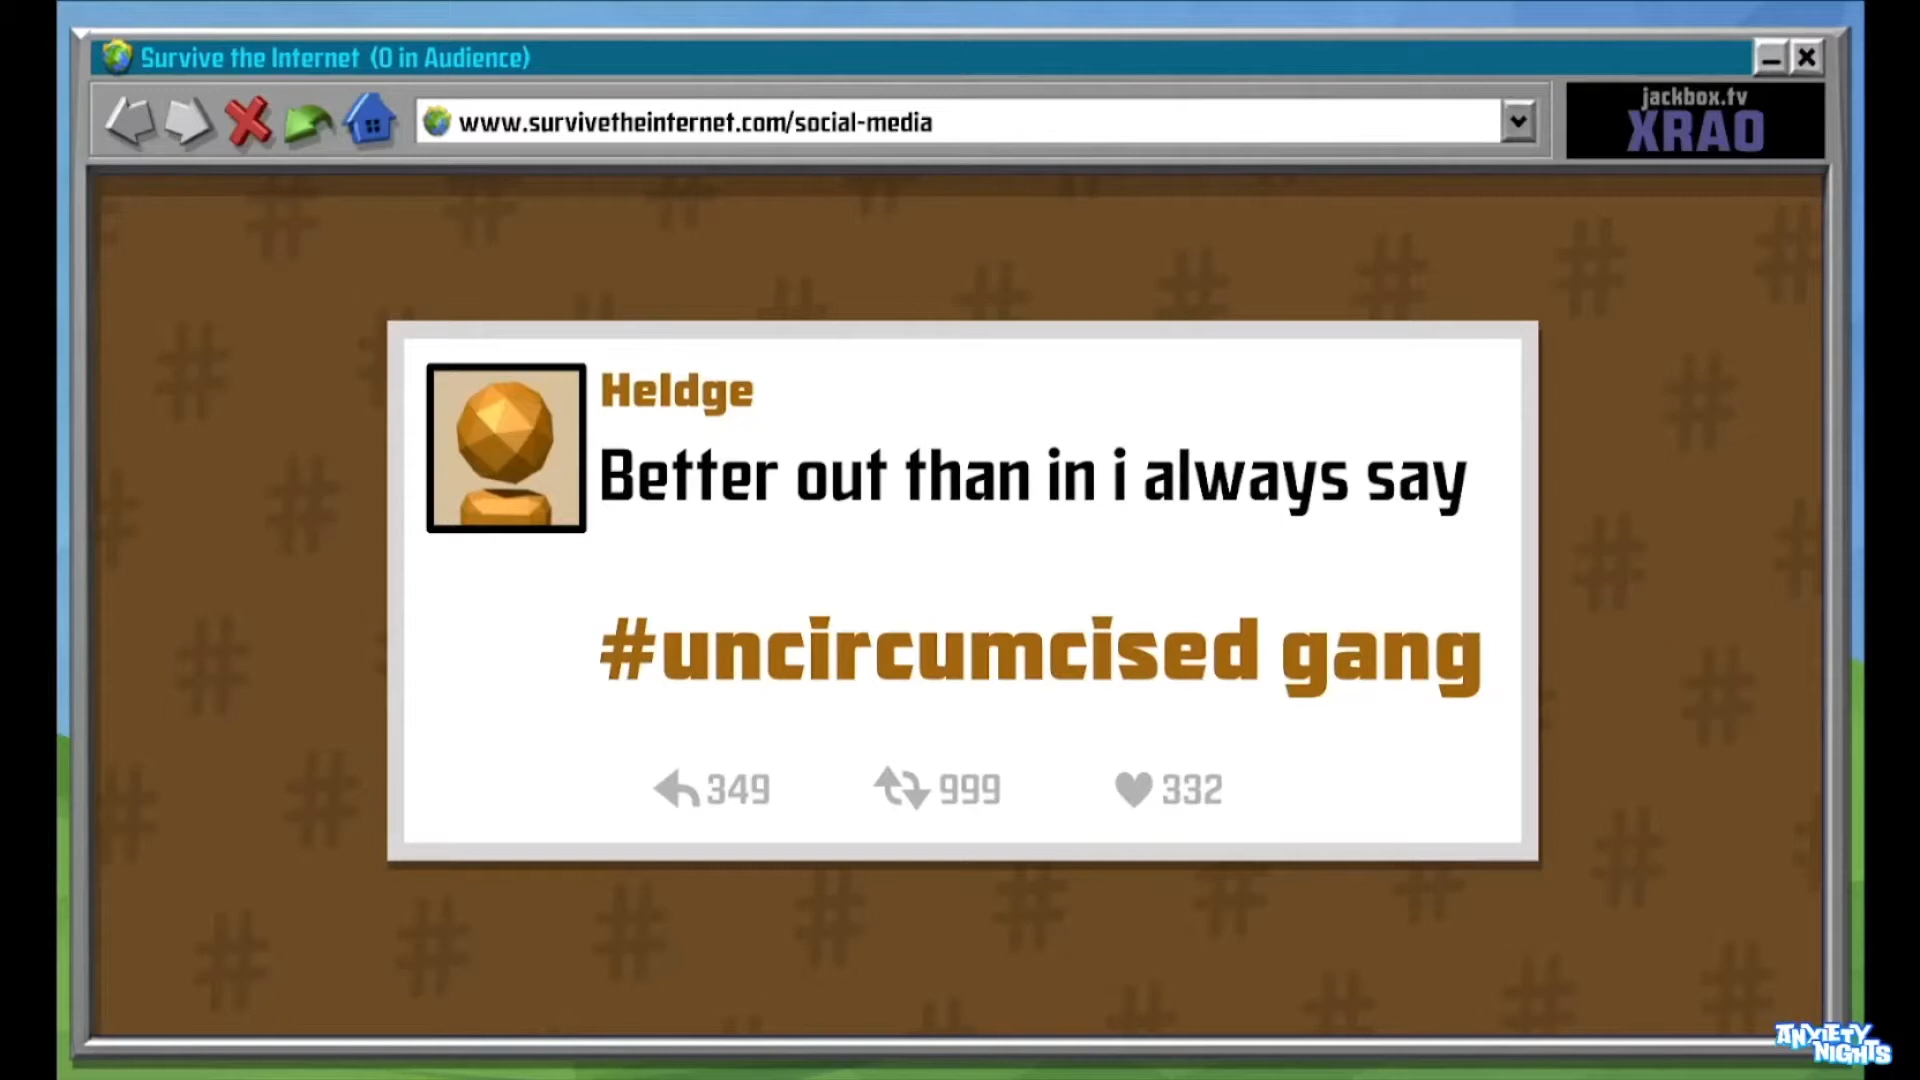 Survive the Internet (0 in Audience)
www.survivetheinternet.com/social-media
jackbox.tv
XRAO
Heldge
Better out than in i always say
#uncircumcised gang
349 999 332
ANXIETY
NIGHTS